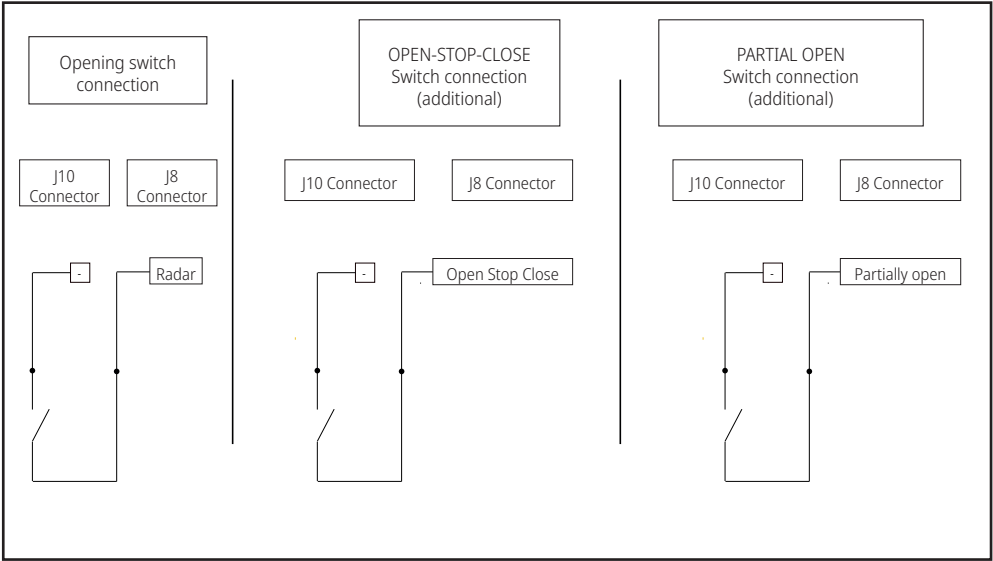 Opening switch
connection
J10
Connector
J8
Connector
-
Radar
OPEN-STOP-CLOSE
Switch connection
(additional)
J10 Connector
J8 Connector
-
Open Stop Close
PARTIAL OPEN
Switch connection
(additional)
J10 Connector
J8 Connector
-
Partially open